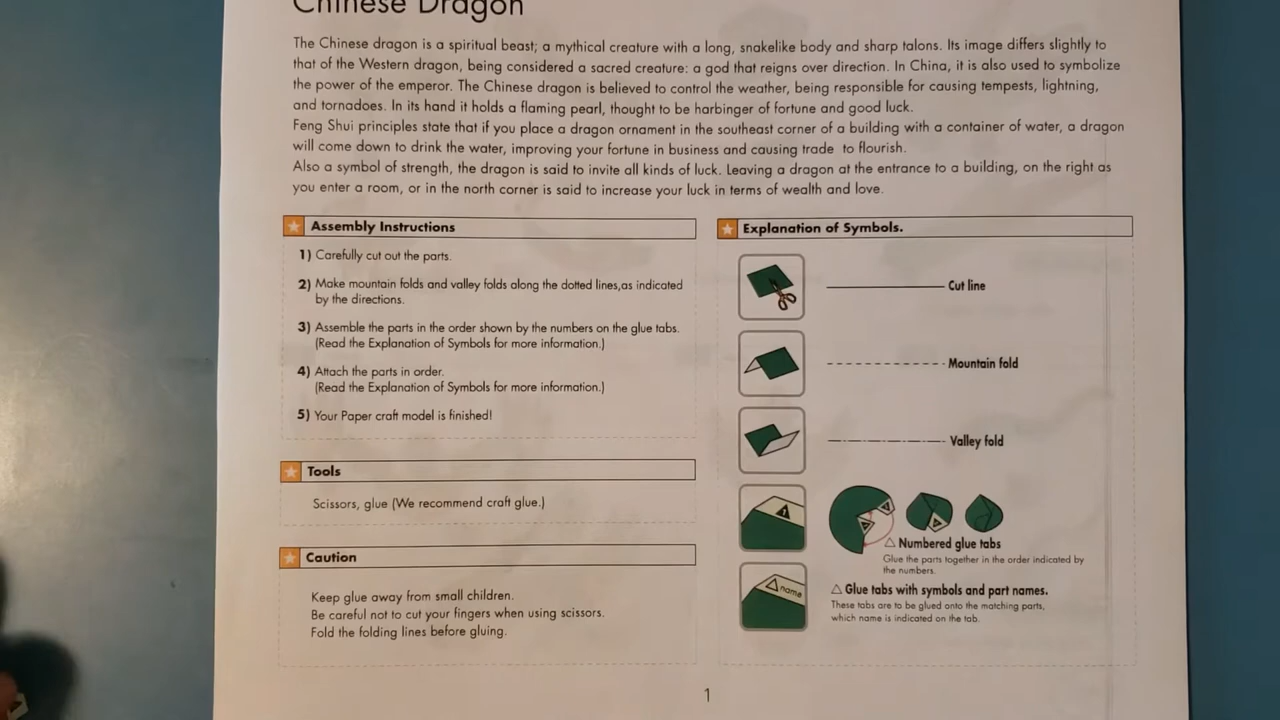 Chinese Dragon
The Chinese dragon is a spiritual beast; a mythical creature with a long, snakelike body and sharp talons. Its image differs slightly to
that of the Western dragon, being considered a sacred creature: a god that reigns over direction. In China, it is also used to symbolize
the power of the emperor. The Chinese dragon is believed to control the weather, being responsible for causing tempests, lightning,
and tornadoes. In its hand it holds a flaming pearl, thought to be harbinger of fortune and good luck.
Feng Shui principles state that if you place a dragon ornament in the southeast corner of a building with a container of water, a dragon
will come down to drink the water, improving your fortune in business and causing trade to flourish.
Also a symbol of strength, the dragon is said to invite all kinds of luck. Leaving a dragon at the entrance to a building, on the right as
you enter a room, or in the north corner is said to increase your luck in terms of wealth and love.
Assembly Instructions
1) Carefully cut out the parts.
2) Make mountain folds and valley folds along the dotted lines,as indicated
by the directions.
3) Assemble the parts in the order shown by the numbers on the glue tabs.
(Read the Explanation of Symbols for more information.)
4) Attach the parts in order.
(Read the Explanation of Symbols for more information.)
5) Your Paper craft model is finished!
Tools
Scissors, glue (We recommend craft glue.)
Caution
Keep glue away from small children.
Be careful not to cut your fingers when using scissors.
Fold the folding lines before gluing.
Explanation of Symbols.
Cut line
Mountain fold
Valley fold
1
△ Numbered glue tabs
Glue the parts together in the order indicated by
the numbers.
name
△ Glue tabs with symbols and part names.
These tabs are to be glued onto the matching parts,
which name is indicated on the tab.
1